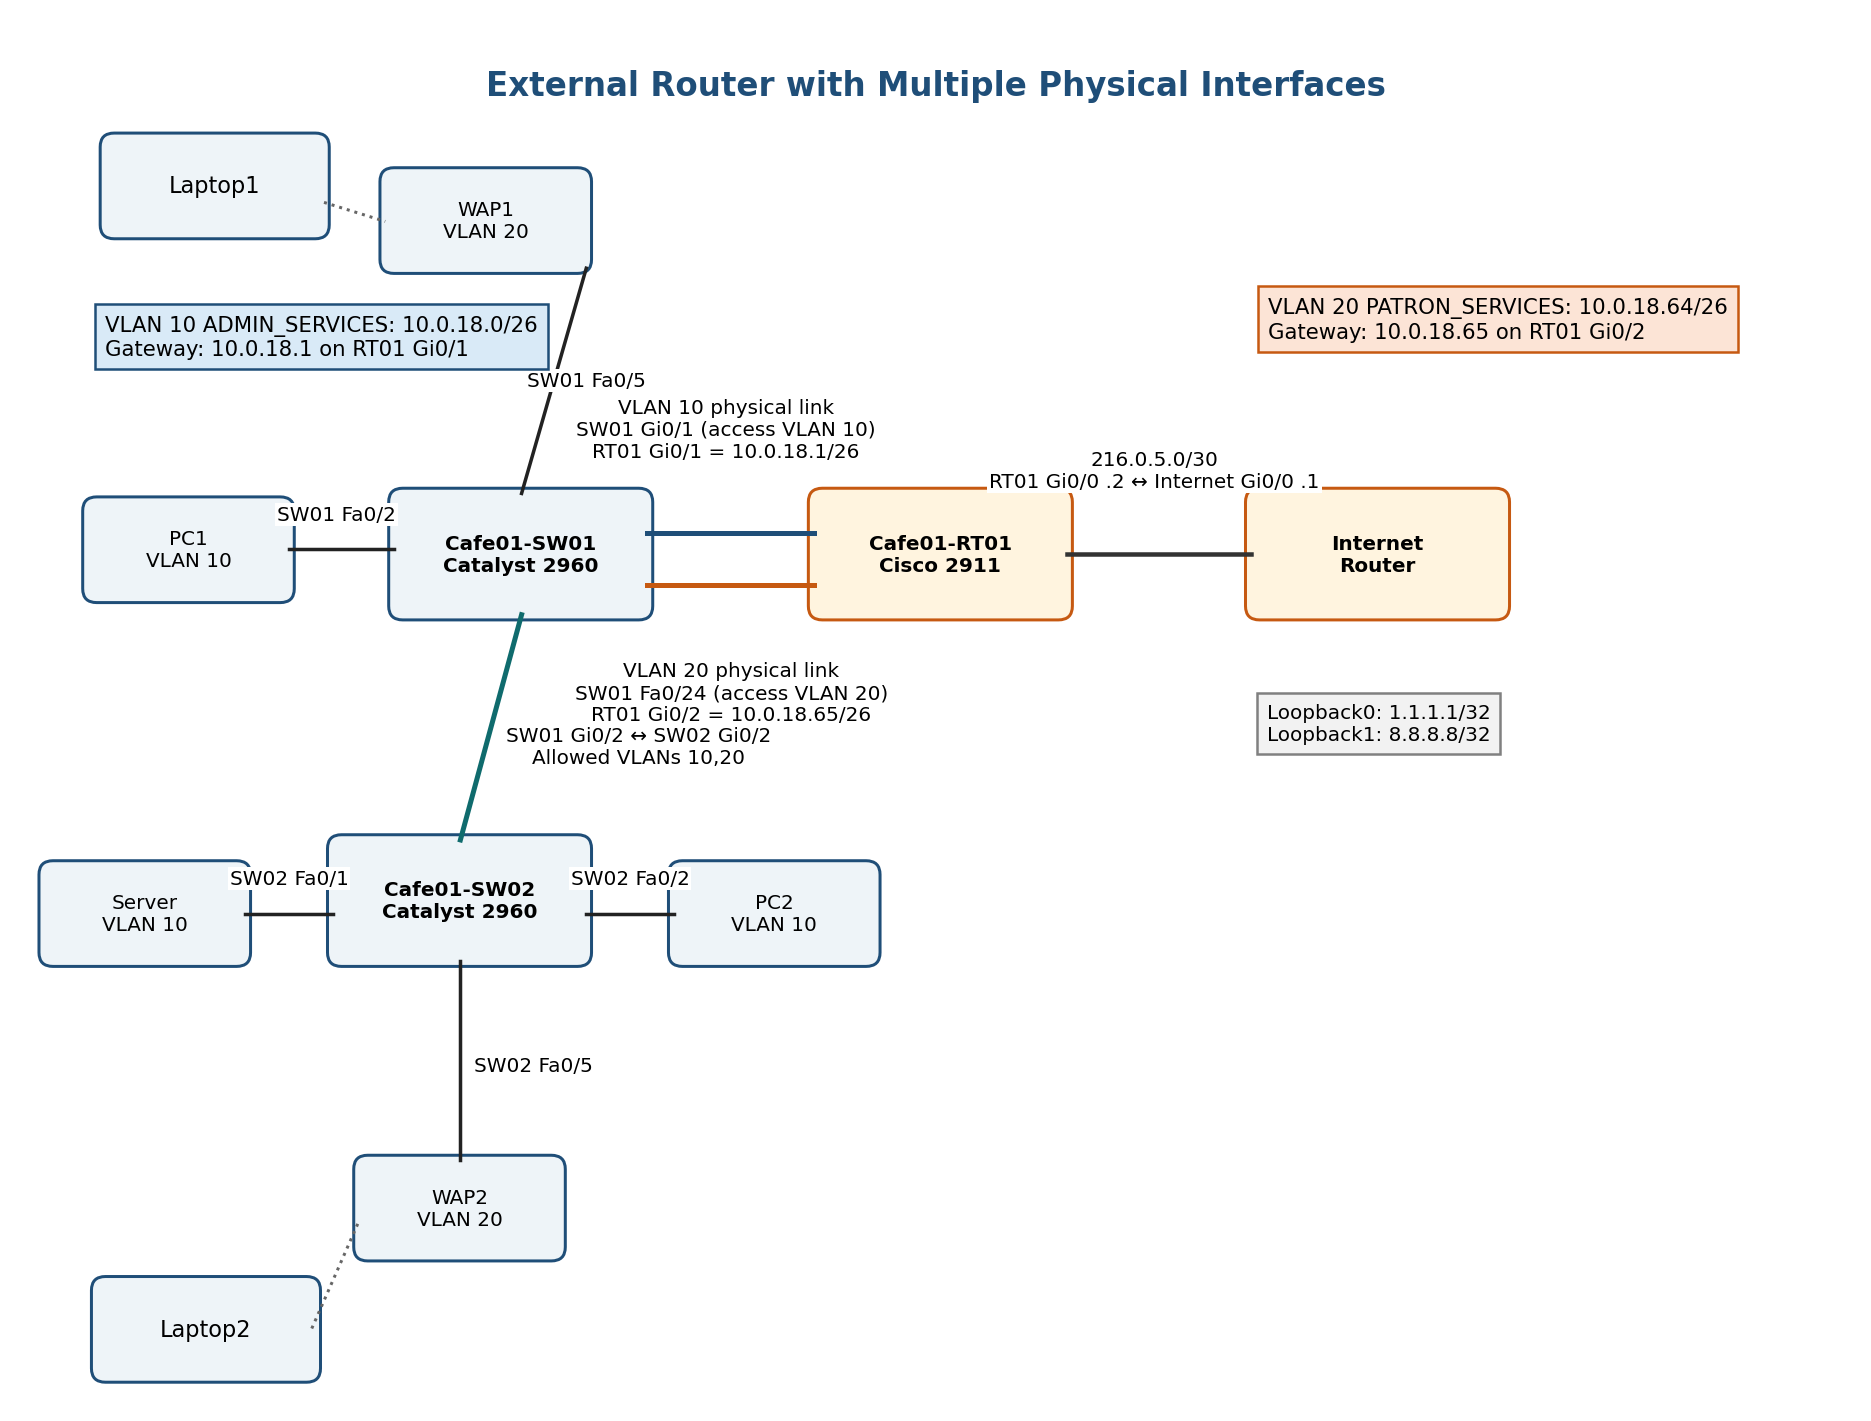 External Router with Multiple Physical Interfaces
Laptop1
WAP1
VLAN 20
VLAN 10 ADMIN_SERVICES: 10.0.18.0/26
Gateway: 10.0.18.1 on RT01 Gi0/1
VLAN 20 PATRON_SERVICES: 10.0.18.64/26
Gateway: 10.0.18.65 on RT01 Gi0/2
SW01 Fa0/5
VLAN 10 physical link
SW01 Gi0/1 (access VLAN 10)
RT01 Gi0/1 = 10.0.18.1/26
216.0.5.0/30
RT01 Gi0/0 .2 ↔ Internet Gi0/0 .1
SW01 Fa0/2
PC1
VLAN 10
Cafe01-SW01
Catalyst 2960
Cafe01-RT01
Cisco 2911
Internet
Router
VLAN 20 physical link
SW01 Fa0/24 (access VLAN 20)
RT01 Gi0/2 = 10.0.18.65/26
SW01 Gi0/2 ↔ SW02 Gi0/2
Allowed VLANs 10,20
Loopback0: 1.1.1.1/32
Loopback1: 8.8.8.8/32
SW02 Fa0/1
SW02 Fa0/2
Server
VLAN 10
Cafe01-SW02
Catalyst 2960
PC2
VLAN 10
SW02 Fa0/5
WAP2
VLAN 20
Laptop2